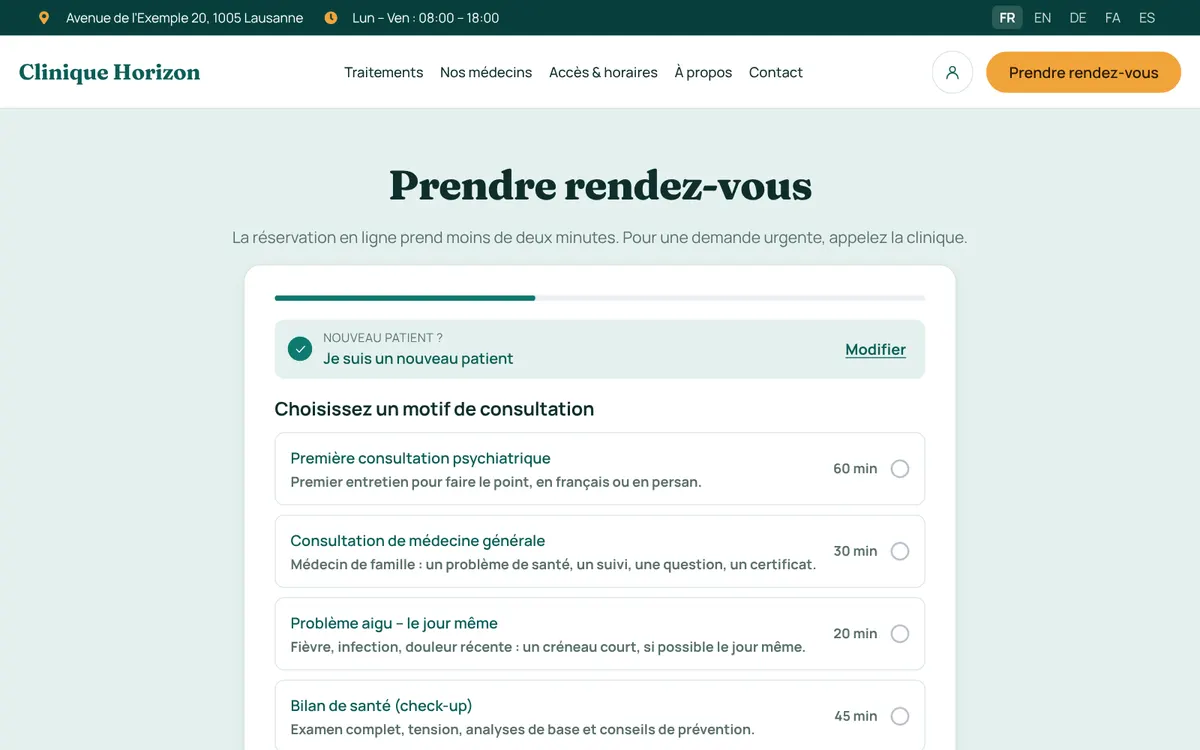 Avenue de l'Exemple 20, 1005 Lausanne
Lun – Ven : 08:00 – 18:00
FR EN DE FA ES
Clinique Horizon
Traitements Nos médecins Accès & horaires À propos Contact
Prendre rendez-vous
Prendre rendez-vous
La réservation en ligne prend moins de deux minutes. Pour une demande urgente, appelez la clinique.
NOUVEAU PATIENT ?
Je suis un nouveau patient
Modifier
Choisissez un motif de consultation
Première consultation psychiatrique
Premier entretien pour faire le point, en français ou en persan.
60 min
Consultation de médecine générale
Médecin de famille : un problème de santé, un suivi, une question, un certificat.
30 min
Problème aigu – le jour même
Fièvre, infection, douleur récente : un créneau court, si possible le jour même.
20 min
Bilan de santé (check-up)
Examen complet, tension, analyses de base et conseils de prévention.
45 min